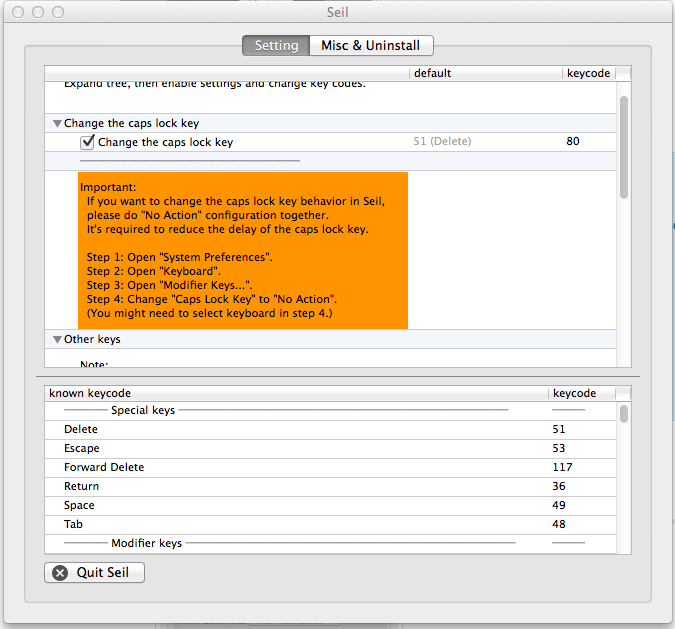 Seil
Setting
Misc & Uninstall
default
keycode
Expand tree, then enable settings and change key codes.
Change the caps lock key
Change the caps lock key
51 (Delete)
80
Important:
If you want to change the caps lock key behavior in Seil,
please do "No Action" configuration together.
It's required to reduce the delay of the caps lock key.
Step 1: Open "System Preferences".
Step 2: Open "Keyboard".
Step 3: Open "Modifier Keys...".
Step 4: Change "Caps Lock Key" to "No Action".
(You might need to select keyboard in step 4.)
Other keys
Note:
known keycode
keycode
Special keys
Delete
51
Escape
53
Forward Delete
117
Return
36
Space
49
Tab
48
Modifier keys
Quit Seil